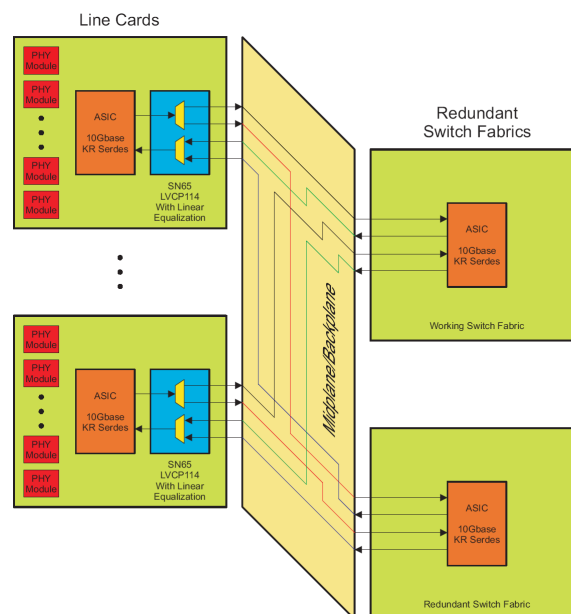 Line Cards
PHY
Module
PHY
Module
PHY
Module
PHY
Module
ASIC
10Gbase
KR Serdes
SN65
LVCP114
With Linear
Equalization
Redundant
Switch Fabrics
ASIC
10Gbase
KR Serdes
Working Switch Fabric
Midplane/Backplane
PHY
Module
PHY
Module
PHY
Module
PHY
Module
ASIC
10Gbase
KR Serdes
SN65
LVCP114
With Linear
Equalization
ASIC
10Gbase
KR Serdes
Redundant Switch Fabric